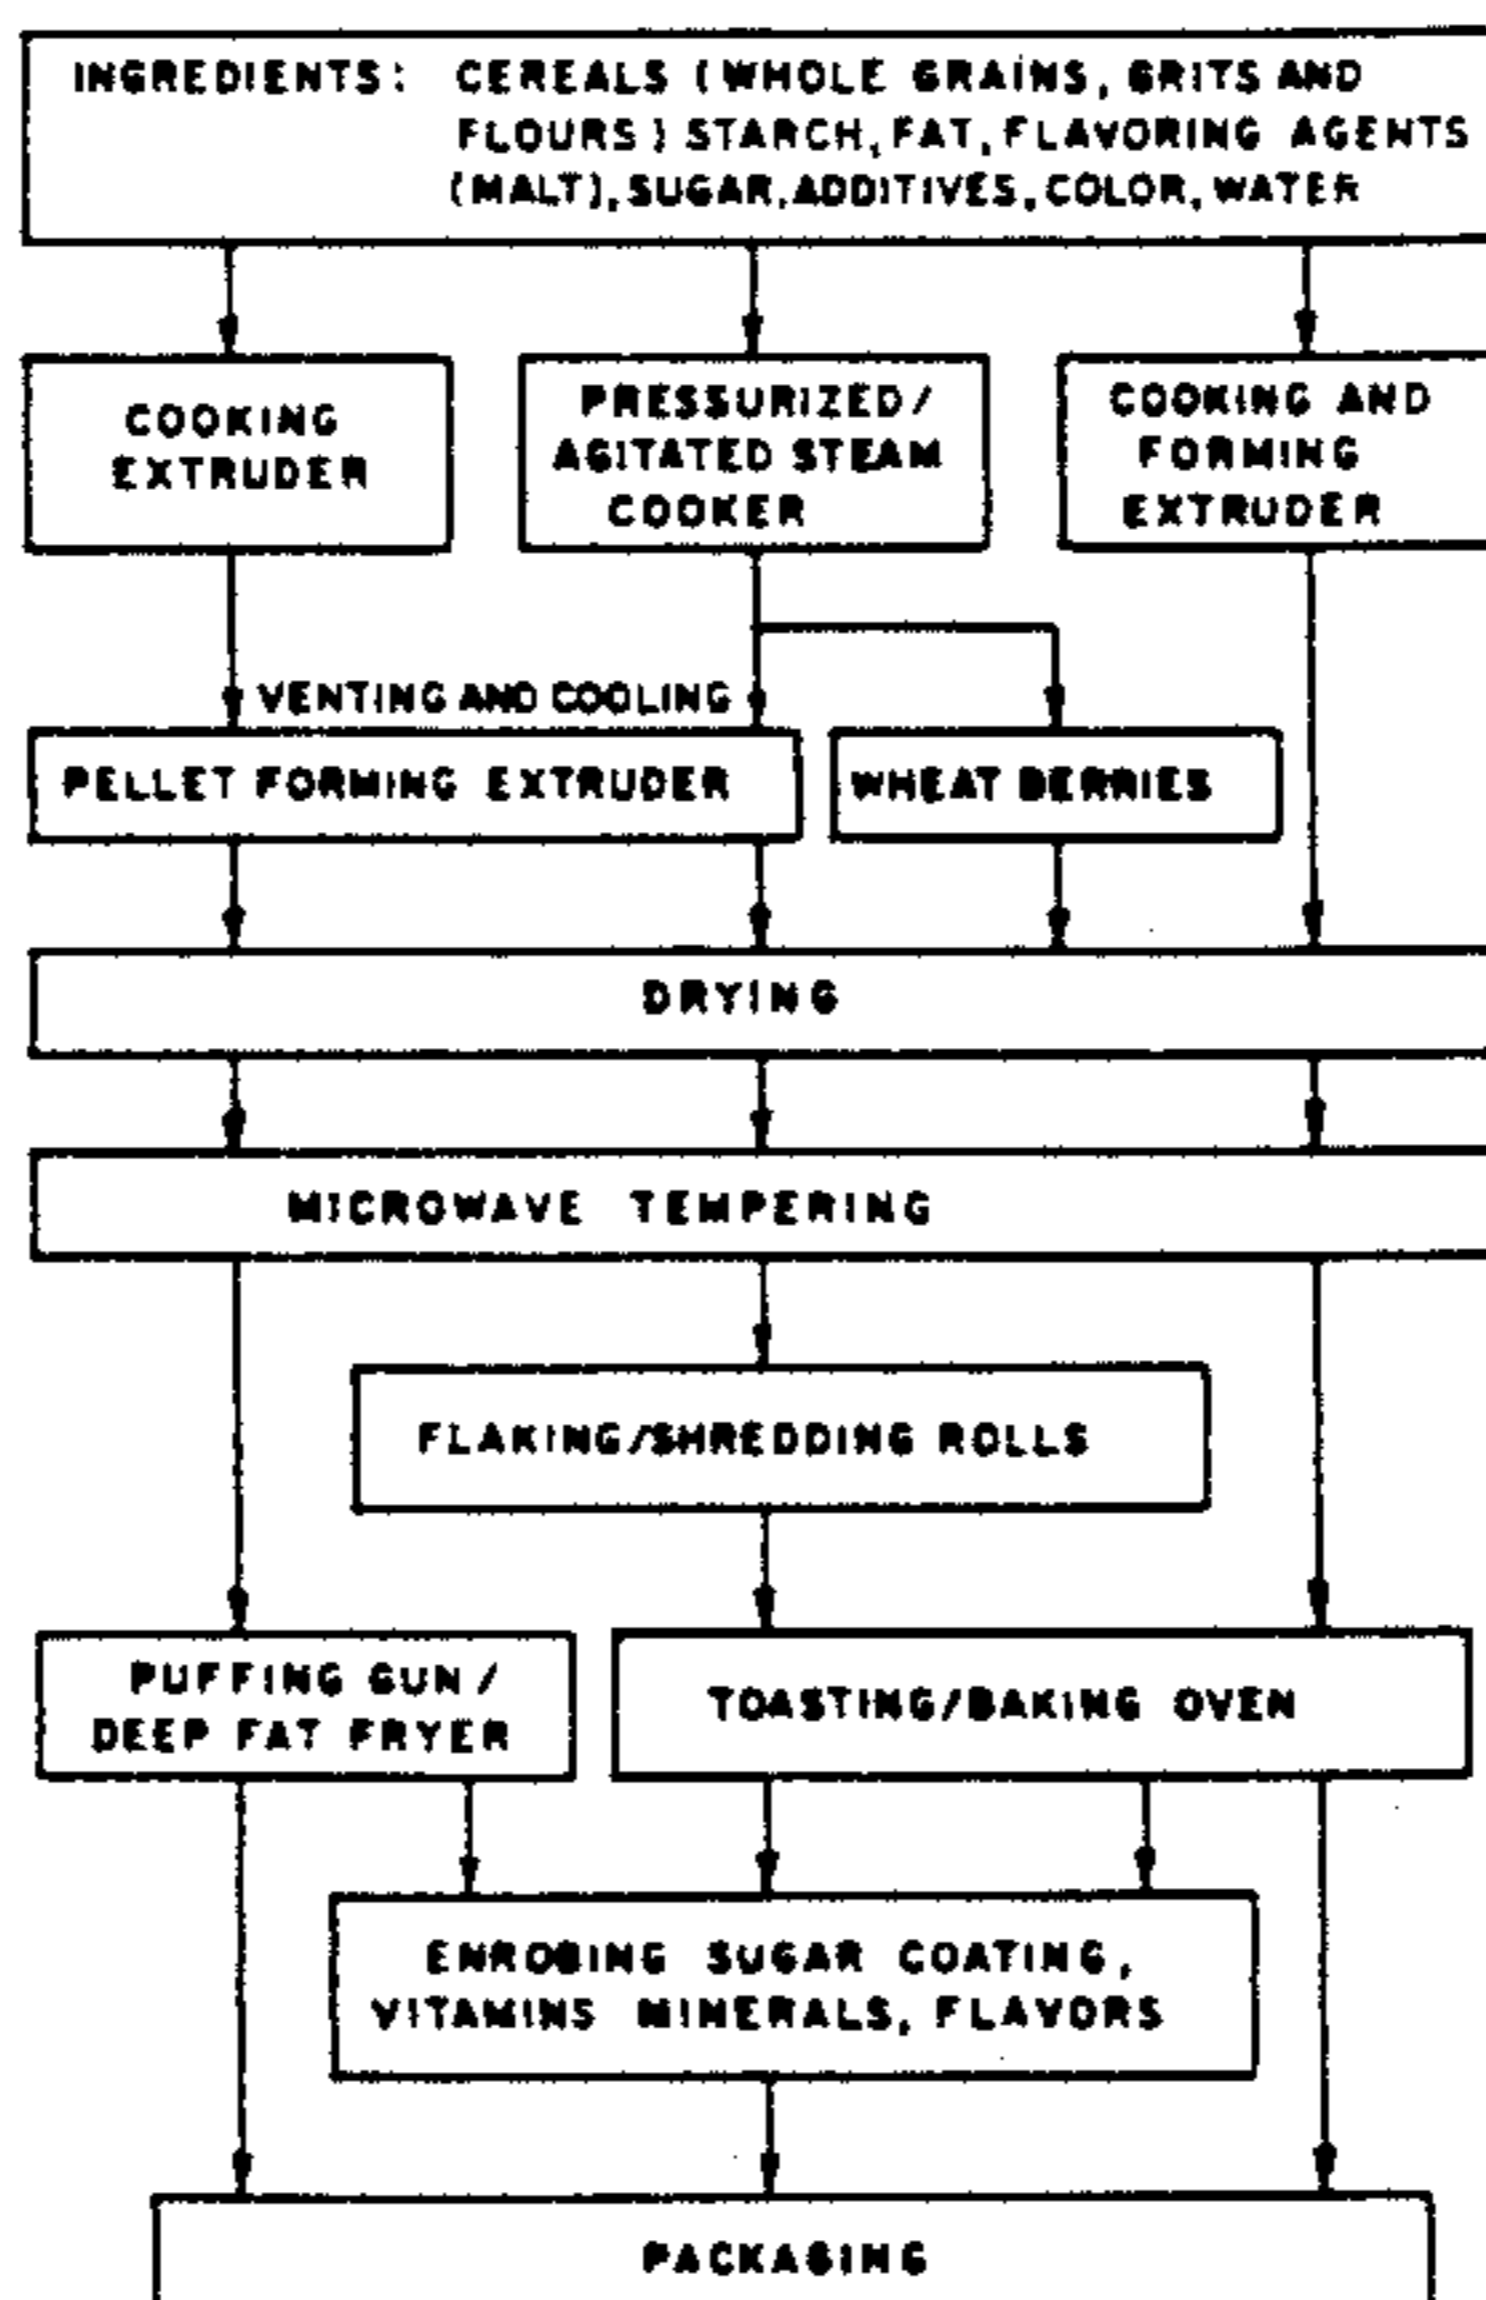 INGREDIENTS: CEREALS (WHOLE GRAINS, GRITS AND
FLOURS) STARCH, FAT, FLAVORING AGENTS
(MALT), SUGAR, ADDITIVES, COLOR, WATER
COOKING
EXTRUDER
PRESSURIZED/
AGITATED STEAM
COOKER
COOKING AND
FORMING
EXTRUDER
VENTING AND COOLING
PELLET FORMING EXTRUDER
WHEAT BERRIES
DRYING
MICROWAVE TEMPERING
FLAKING/SHREDDING ROLLS
PUFFING GUN/
DEEP FAT FRYER
TOASTING/BAKING OVEN
ENROBING SUGAR COATING,
VITAMINS MINERALS, FLAVORS
PACKAGING